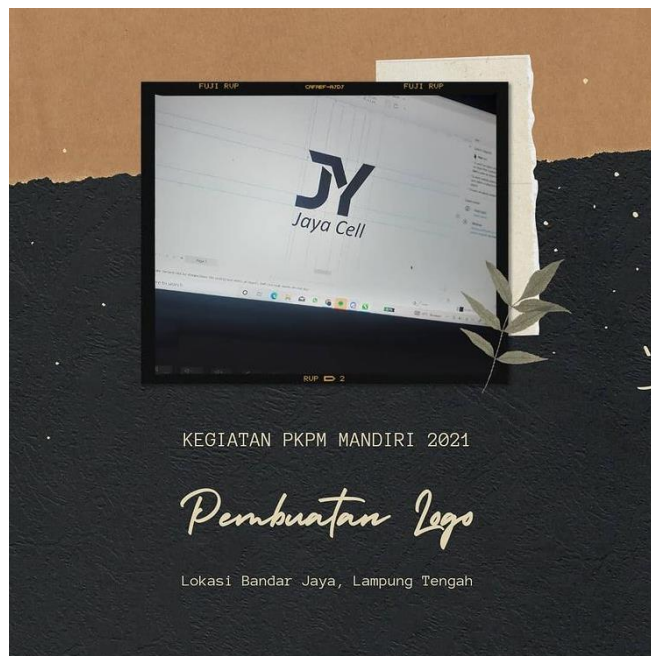 FUJI RVP FUJI RVP
JY
Jaya Cell
RVP 2
KEGIATAN PKPM MANDIRI 2021
Pembuatan Logo
Lokasi Bandar Jaya, Lampung Tengah